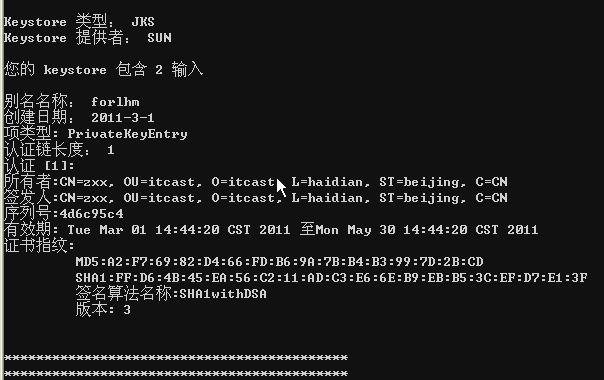 Keystore 类型： JKS
Keystore 提供者： SUN
您的 keystore 包含 2 输入
别名名称： forlhm
创建日期： 2011-3-1
项类型: PrivateKeyEntry
认证链长度： 1
认证 [1]:
所有者:CN=zxx, OU=itcast, O=itcast, L=haidian, ST=beijing, C=CN
签发人:CN=zxx, OU=itcast, O=itcast, L=haidian, ST=beijing, C=CN
序列号:4d6c95c4
有效期: Tue Mar 01 14:44:20 CST 2011 至Mon May 30 14:44:20 CST 2011
证书指纹:
MD5:A2:F7:69:82:D4:66:FD:B6:9A:7B:B4:B3:99:7D:2B:CD
SHA1:FF:D6:4B:45:EA:56:C2:11:AD:C3:E6:6E:B9:EB:B5:3C:EF:D7:E1:3F
签名算法名称:SHA1withDSA
版本: 3
*******************************************
*******************************************